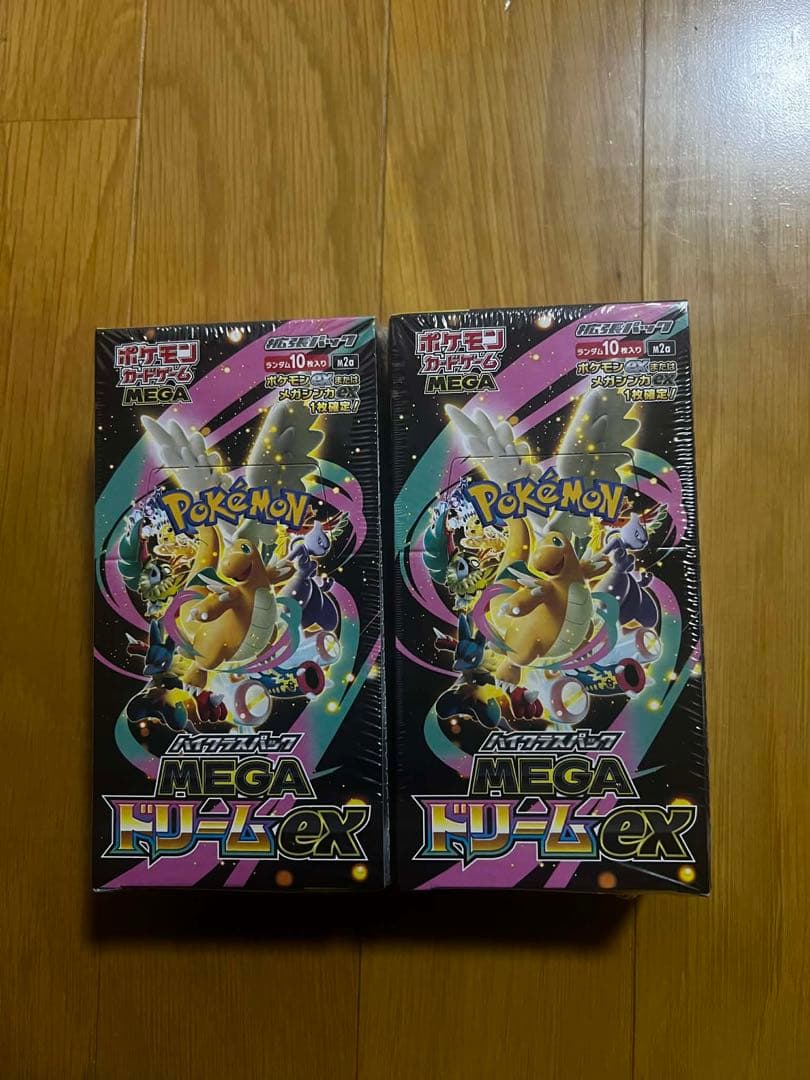 ポケモン
カードゲーム
MEGA
拡張パック
ランダム10枚入り
M2a
ポケモンexまたは
メガシンカex
1枚確定!
POKéMON
ハイクラスパック
MEGA
ドリームex
ポケモン
カードゲーム
MEGA
拡張パック
ランダム10枚入り
M2a
ポケモンexまたは
メガシンカex
1枚確定!
POKéMON
ハイクラスパック
MEGA
ドリームex